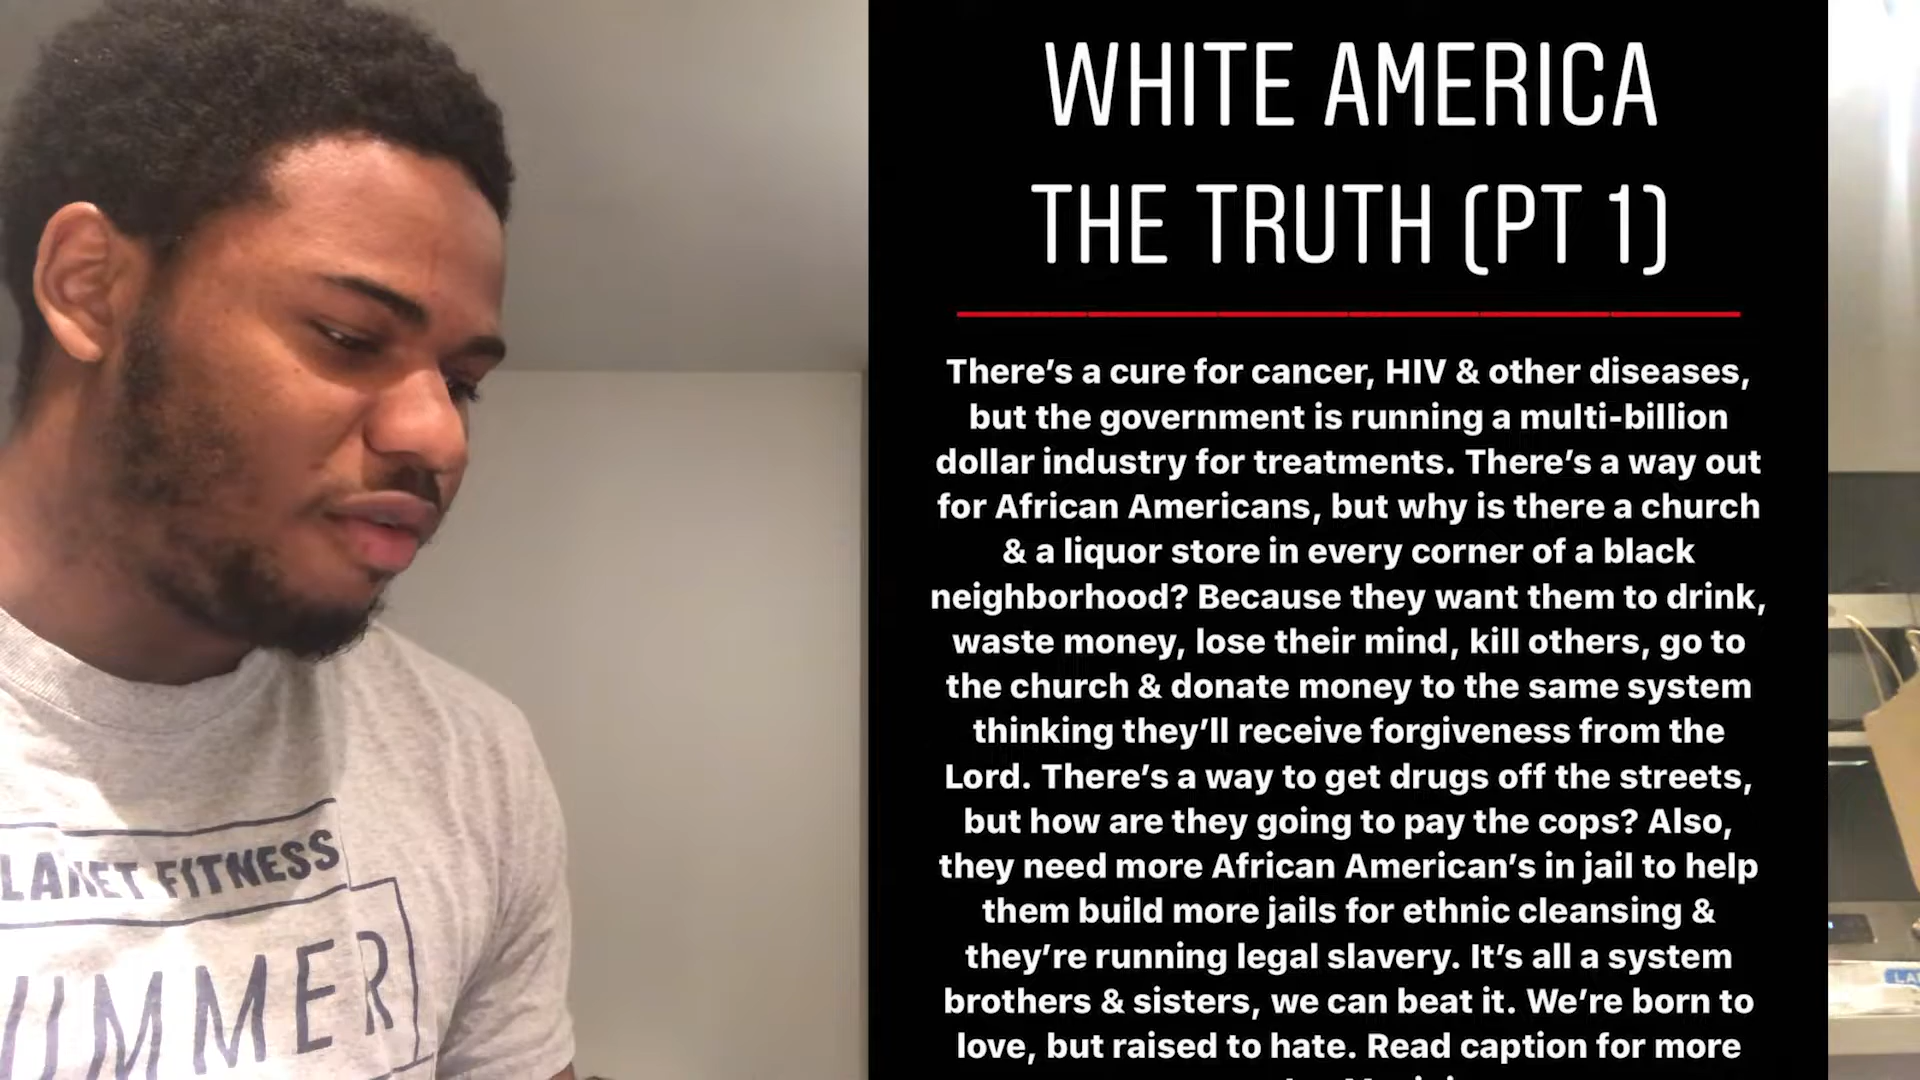 WHITE AMERICA
THE TRUTH (PT 1)
There's a cure for cancer, HIV & other diseases,
but the government is running a multi-billion
dollar industry for treatments. There's a way out
for African Americans, but why is there a church
& a liquor store in every corner of a black
neighborhood? Because they want them to drink,
waste money, lose their mind, kill others, go to
the church & donate money to the same system
thinking they'll receive forgiveness from the
Lord. There's a way to get drugs off the streets,
but how are they going to pay the cops? Also,
they need more African American's in jail to help
them build more jails for ethnic cleansing &
they're running legal slavery. It's all a system
brothers & sisters, we can beat it. We're born to
love, but raised to hate. Read caption for more
LANET FITNESS
UMMER